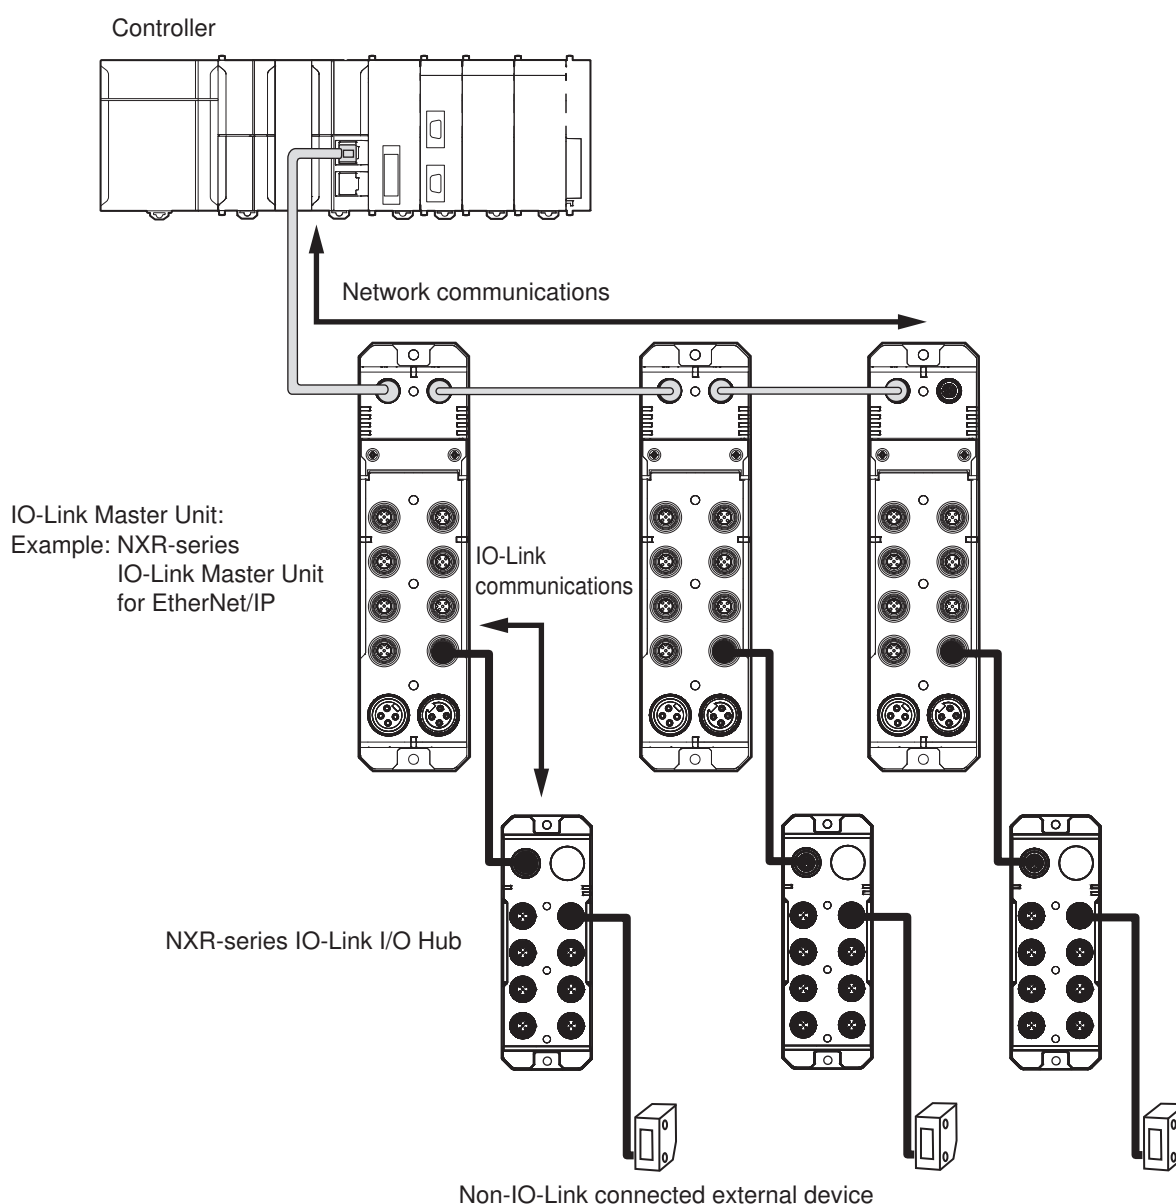 Controller
Network communications
IO-Link Master Unit:
Example: NXR-series
IO-Link Master Unit
for EtherNet/IP
IO-Link
communications
NXR-series IO-Link I/O Hub
Non-IO-Link connected external device